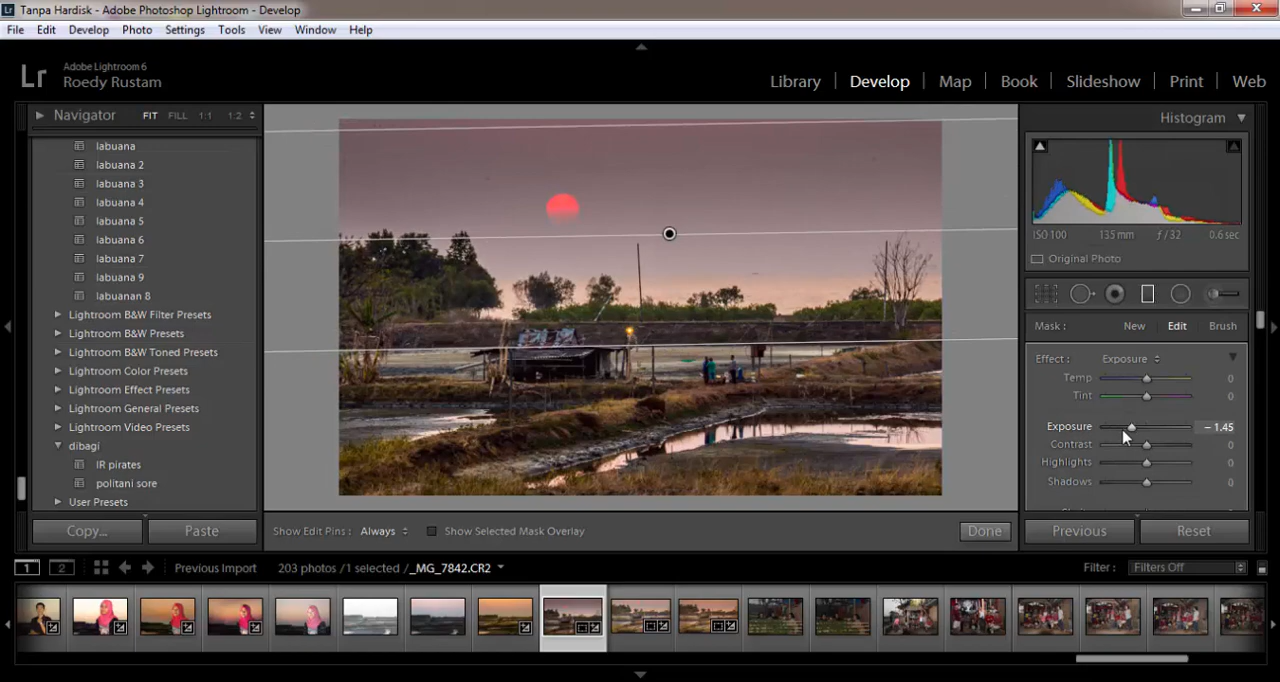 Lr Tanpa Hardisk - Adobe Photoshop Lightroom - Develop
File Edit Develop Photo Settings Tools View Window Help
Lr
Adobe Lightroom 6
Roedy Rustam
Library Develop Map Book Slideshow Print Web
Navigator FIT FILL 1:1 1:2
labuana
labuana 2
labuana 3
labuana 4
labuana 5
labuana 6
labuana 7
labuana 9
labuanan 8
Lightroom B&W Filter Presets
Lightroom B&W Presets
Lightroom B&W Toned Presets
Lightroom Color Presets
Lightroom Effect Presets
Lightroom General Presets
Lightroom Video Presets
dibagi
IR pirates
politani sore
User Presets
Copy... Paste
Show Edit Pins : Always Show Selected Mask Overlay Done
Histogram
ISO 100 135 mm ƒ / 32 0.6 sec
Original Photo
Mask : New Edit Brush
Effect : Exposure
Temp 0
Tint 0
Exposure – 1.45
Contrast 0
Highlights 0
Shadows 0
Previous Reset
1 2 Previous Import 203 photos /1 selected /_MG_7842.CR2 Filter : Filters Off